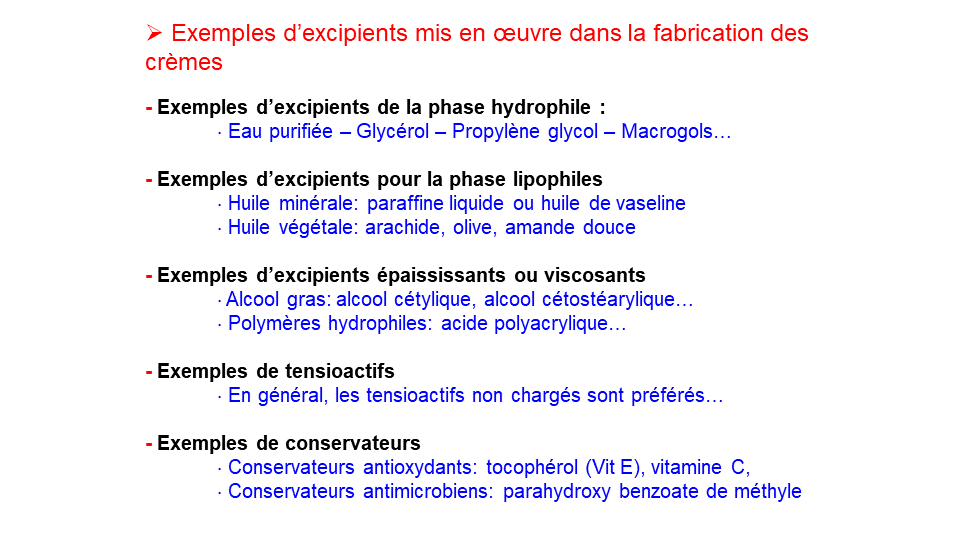 ➢ Exemples d’excipients mis en œuvre dans la fabrication des
crèmes
- Exemples d’excipients de la phase hydrophile :
· Eau purifiée – Glycérol – Propylène glycol – Macrogols…
- Exemples d’excipients pour la phase lipophiles
· Huile minérale: paraffine liquide ou huile de vaseline
· Huile végétale: arachide, olive, amande douce
- Exemples d’excipients épaississants ou viscosants
· Alcool gras: alcool cétylique, alcool cétostéarylique…
· Polymères hydrophiles: acide polyacrylique…
- Exemples de tensioactifs
· En général, les tensioactifs non chargés sont préférés…
- Exemples de conservateurs
· Conservateurs antioxydants: tocophérol (Vit E), vitamine C,
· Conservateurs antimicrobiens: parahydroxy benzoate de méthyle